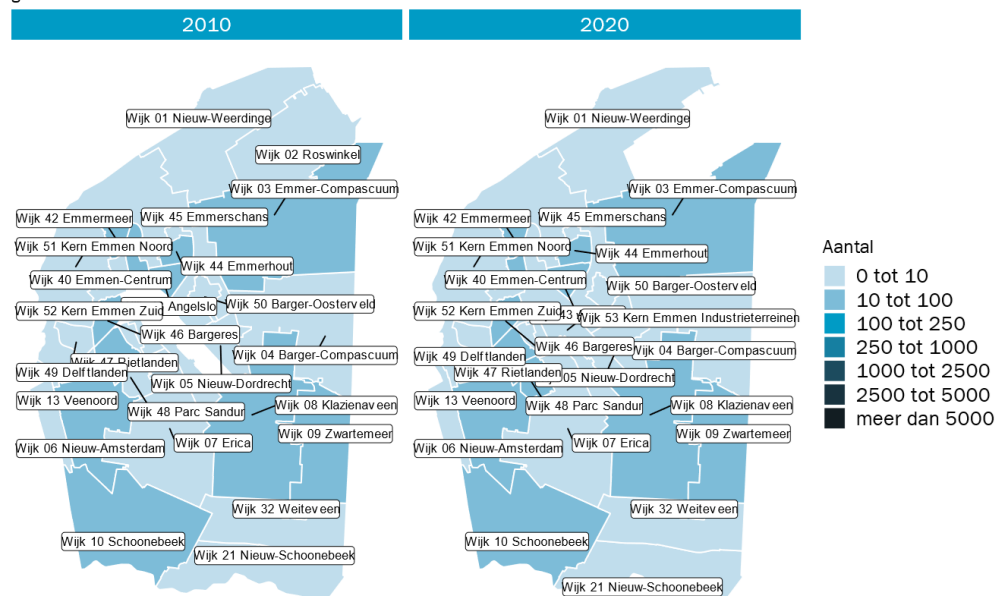 2010
2020
Wijk 01 Nieuw-Weerdinge
Wijk 02 Roswinkel
Wijk 03 Emmer-Compascuum
Wijk 42 Emmermeer
Wijk 45 Emmerschans
Wijk 51 Kern Emmen Noord
Wijk 44 Emmerhout
Wijk 40 Emmen-Centrum
Angelslo
Wijk 50 Barger-Oosterveld
Wijk 52 Kern Emmen Zuid
Wijk 46 Bargeres
Wijk 04 Barger-Compascuum
Wijk 47 Rietlanden
Wijk 49 Delftlanden
Wijk 05 Nieuw-Dordrecht
Wijk 13 Veenoord
Wijk 48 Parc Sandur
Wijk 08 Klazienaveen
Wijk 09 Zwartemeer
Wijk 07 Erica
Wijk 06 Nieuw-Amsterdam
Wijk 32 Weiteveen
Wijk 10 Schoonebeek
Wijk 21 Nieuw-Schoonebeek
Wijk 01 Nieuw-Weerdinge
Wijk 03 Emmer-Compascuum
Wijk 42 Emmermeer
Wijk 45 Emmerschans
Wijk 51 Kern Emmen Noord
Wijk 44 Emmerhout
Wijk 40 Emmen-Centrum
Wijk 50 Barger-Oosterveld
Wijk 52 Kern Emmen Zuid
43
Wijk 53 Kern Emmen Industrieterreinen
Wijk 46 Bargeres
Wijk 04 Barger-Compascuum
Wijk 49 Delftlanden
Wijk 47 Rietlanden
05 Nieuw-Dordrecht
Wijk 13 Veenoord
Wijk 48 Parc Sandur
Wijk 08 Klazienaveen
Wijk 09 Zwartemeer
Wijk 07 Erica
Wijk 06 Nieuw-Amsterdam
Wijk 32 Weiteveen
Wijk 10 Schoonebeek
Wijk 21 Nieuw-Schoonebeek
Aantal
0 tot 10
10 tot 100
100 tot 250
250 tot 1000
1000 tot 2500
2500 tot 5000
meer dan 5000